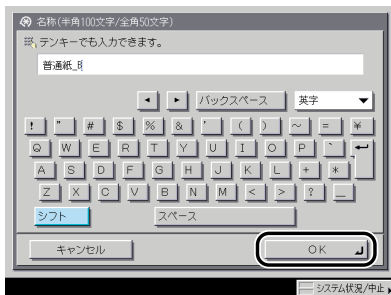 名称(半角100文字/全角50文字)
テンキーでも入力できます。
普通紙_B
◄ ► バックスペース 英字 ▼
! " # $ % & ' ( ) ~ = ¥
Q W E R T Y U I O P ` ↵
A S D F G H J K L + *
Z X C V B N M < > ? _
シフト スペース
キャンセル OK
システム状況/中止